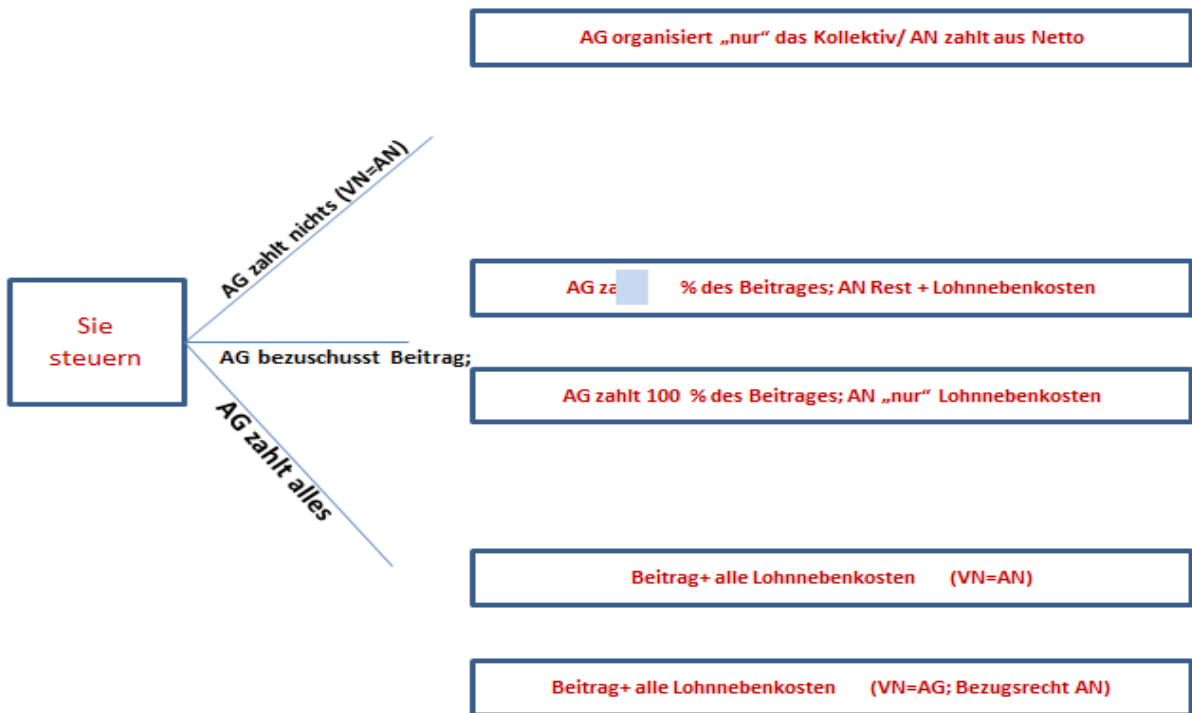 AG organisiert „nur“ das Kollektiv/ AN zahlt aus Netto
AG zahlt nichts (VN=AN)
Sie
steuern
AG % des Beitrages; AN Rest + Lohnnebenkosten
AG bezuschusst Beitrag;
AG zahlt 100 % des Beitrages; AN „nur“ Lohnnebenkosten
AG zahlt alles
Beitrag+ alle Lohnnebenkosten (VN=AN)
Beitrag+ alle Lohnnebenkosten (VN=AG; Bezugsrecht AN)